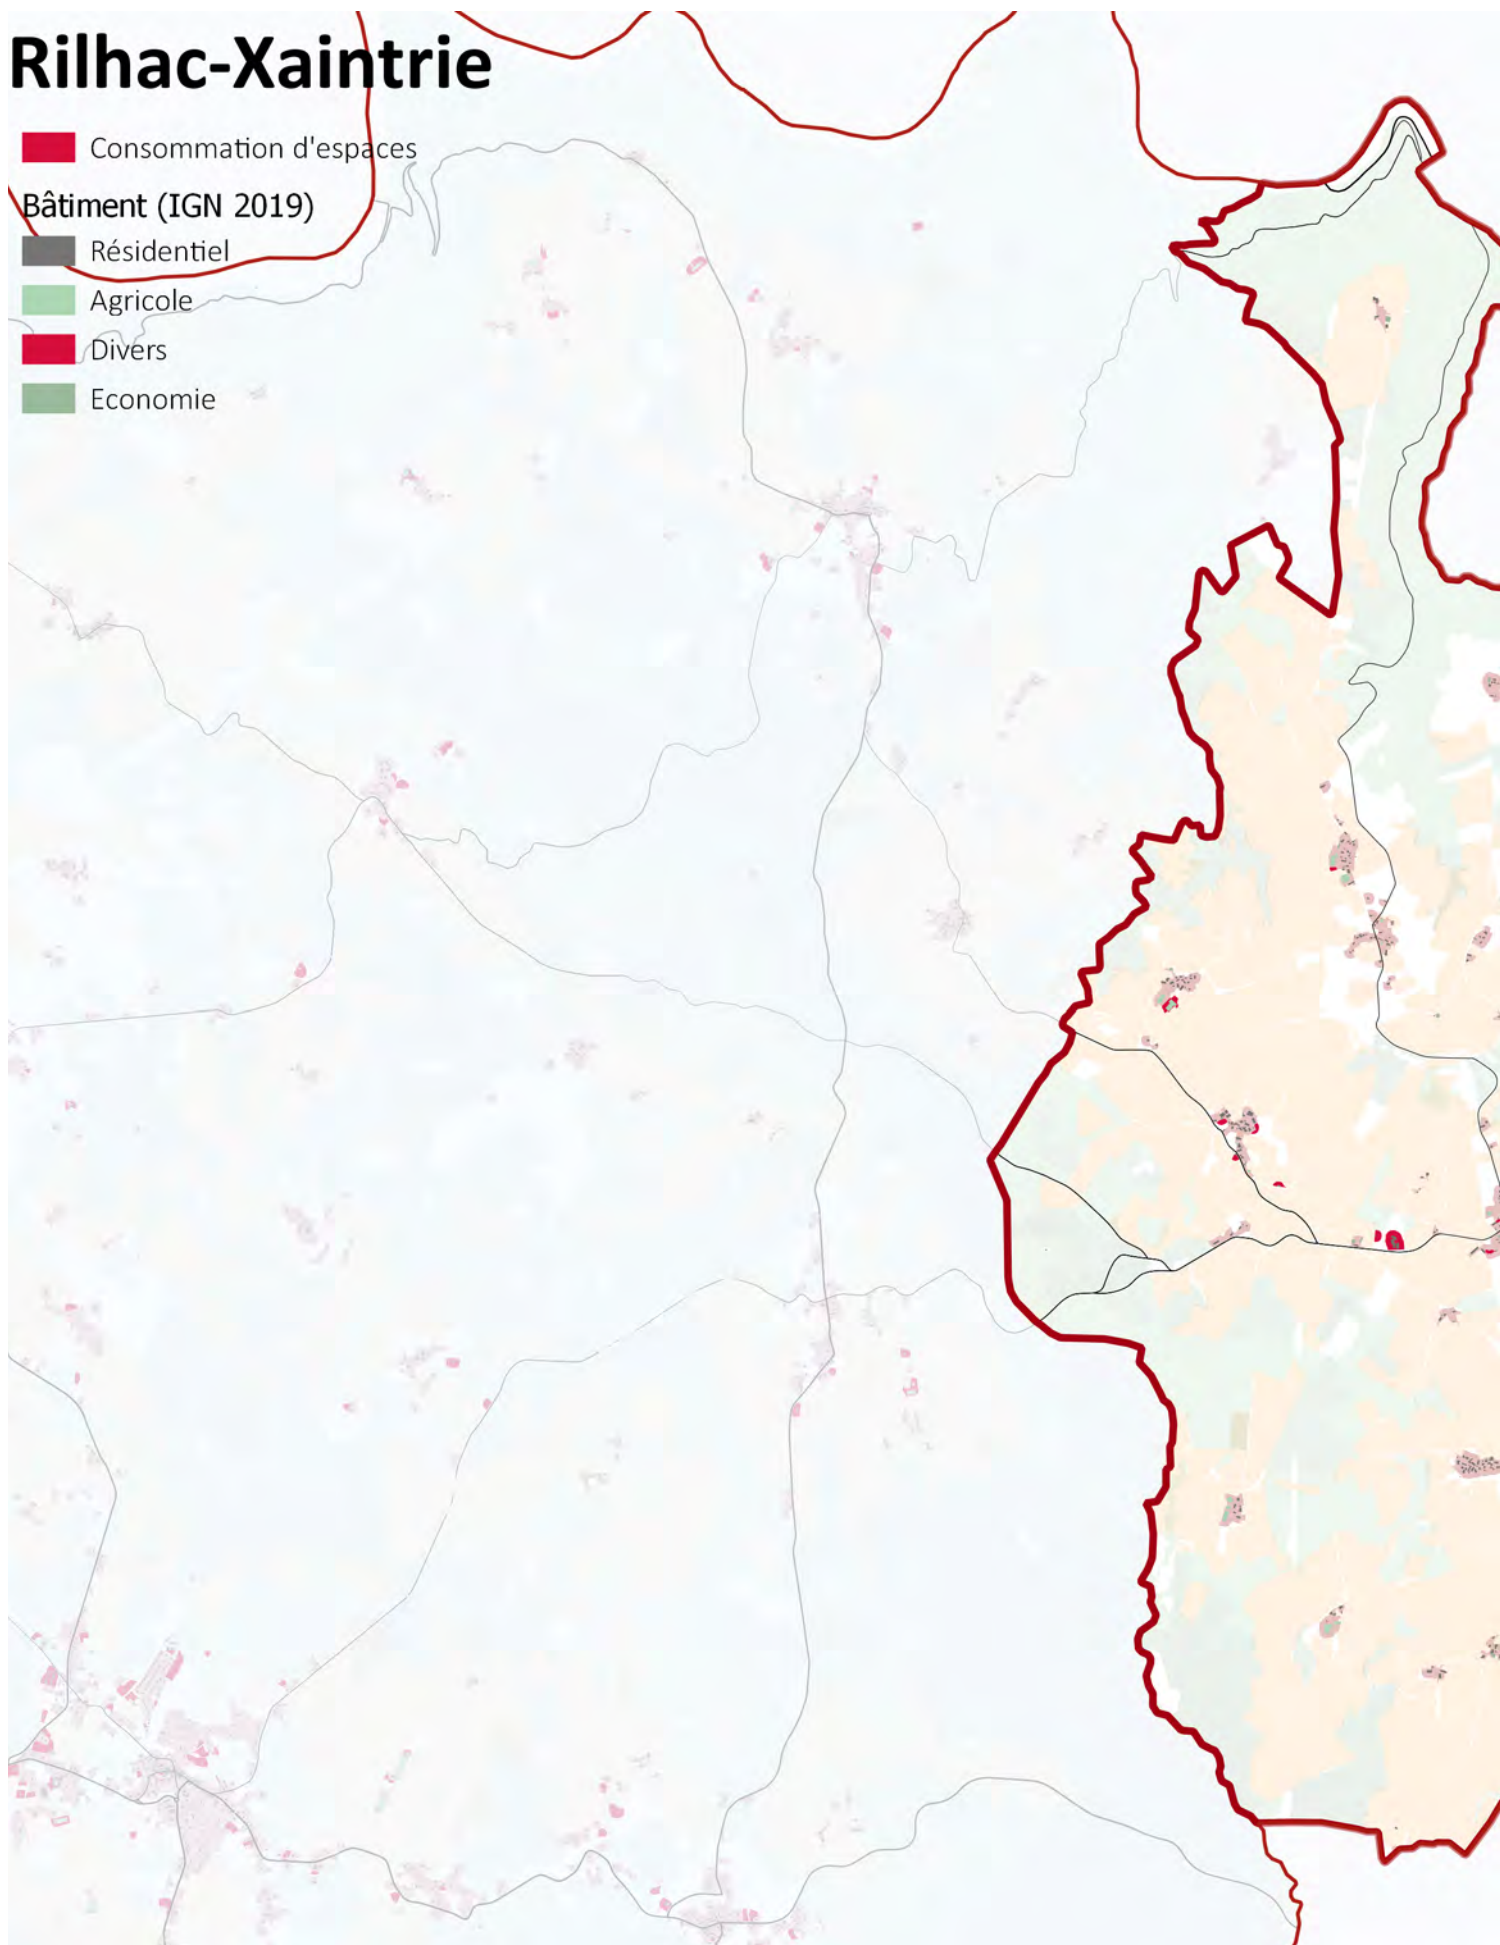 Rilhac-Xaintrie
Consommation d'espaces
Bâtiment (IGN 2019)
Résidentiel
Agricole
Divers
Economie